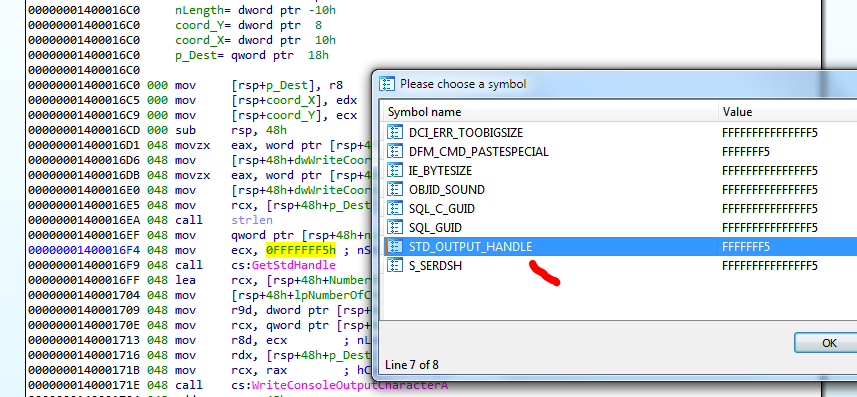 00000001400016C0     nLength= dword ptr -10h
00000001400016C0     coord_Y= dword ptr  8
00000001400016C0     coord_X= dword ptr  10h
00000001400016C0     p_Dest= qword ptr  18h
00000001400016C0
00000001400016C0 000 mov     [rsp+p_Dest], r8
00000001400016C5 000 mov     [rsp+coord_X], edx
00000001400016C9 000 mov     [rsp+coord_Y], ecx
00000001400016CD 000 sub     rsp, 48h
00000001400016D1 048 movzx   eax, word ptr [rsp+4
00000001400016D6 048 mov     [rsp+48h+dwWriteCoor
00000001400016DB 048 movzx   eax, word ptr [rsp+4
00000001400016E0 048 mov     [rsp+48h+dwWriteCoor
00000001400016E5 048 mov     rcx, [rsp+48h+p_Dest
00000001400016EA 048 call    strlen
00000001400016EF 048 mov     qword ptr [rsp+48h+n
00000001400016F4 048 mov     ecx, 0FFFFFFF5h ; nS
00000001400016F9 048 call    cs:GetStdHandle
00000001400016FF 048 lea     rcx, [rsp+48h+Number
0000000140001704 048 mov     [rsp+48h+lpNumberOfC
0000000140001709 048 mov     r9d, dword ptr [rsp+
000000014000170E 048 mov     rcx, qword ptr [rsp+
0000000140001713 048 mov     r8d, ecx        ; nL
0000000140001716 048 mov     rdx, [rsp+48h+p_Dest
000000014000171B 048 mov     rcx, rax        ; hC
000000014000171E 048 call    cs:WriteConsoleOutputCharacterA
Please choose a symbol
Symbol name Value
DCI_ERR_TOOBIGSIZE FFFFFFFFFFFFFFF5
DFM_CMD_PASTESPECIAL FFFFFFF5
IE_BYTESIZE FFFFFFFFFFFFFFF5
OBJID_SOUND FFFFFFFFFFFFFFF5
SQL_C_GUID FFFFFFFFFFFFFFF5
SQL_GUID FFFFFFFFFFFFFFF5
STD_OUTPUT_HANDLE FFFFFFF5
S_SERDSH FFFFFFFFFFFFFFF5
OK
Line 7 of 8